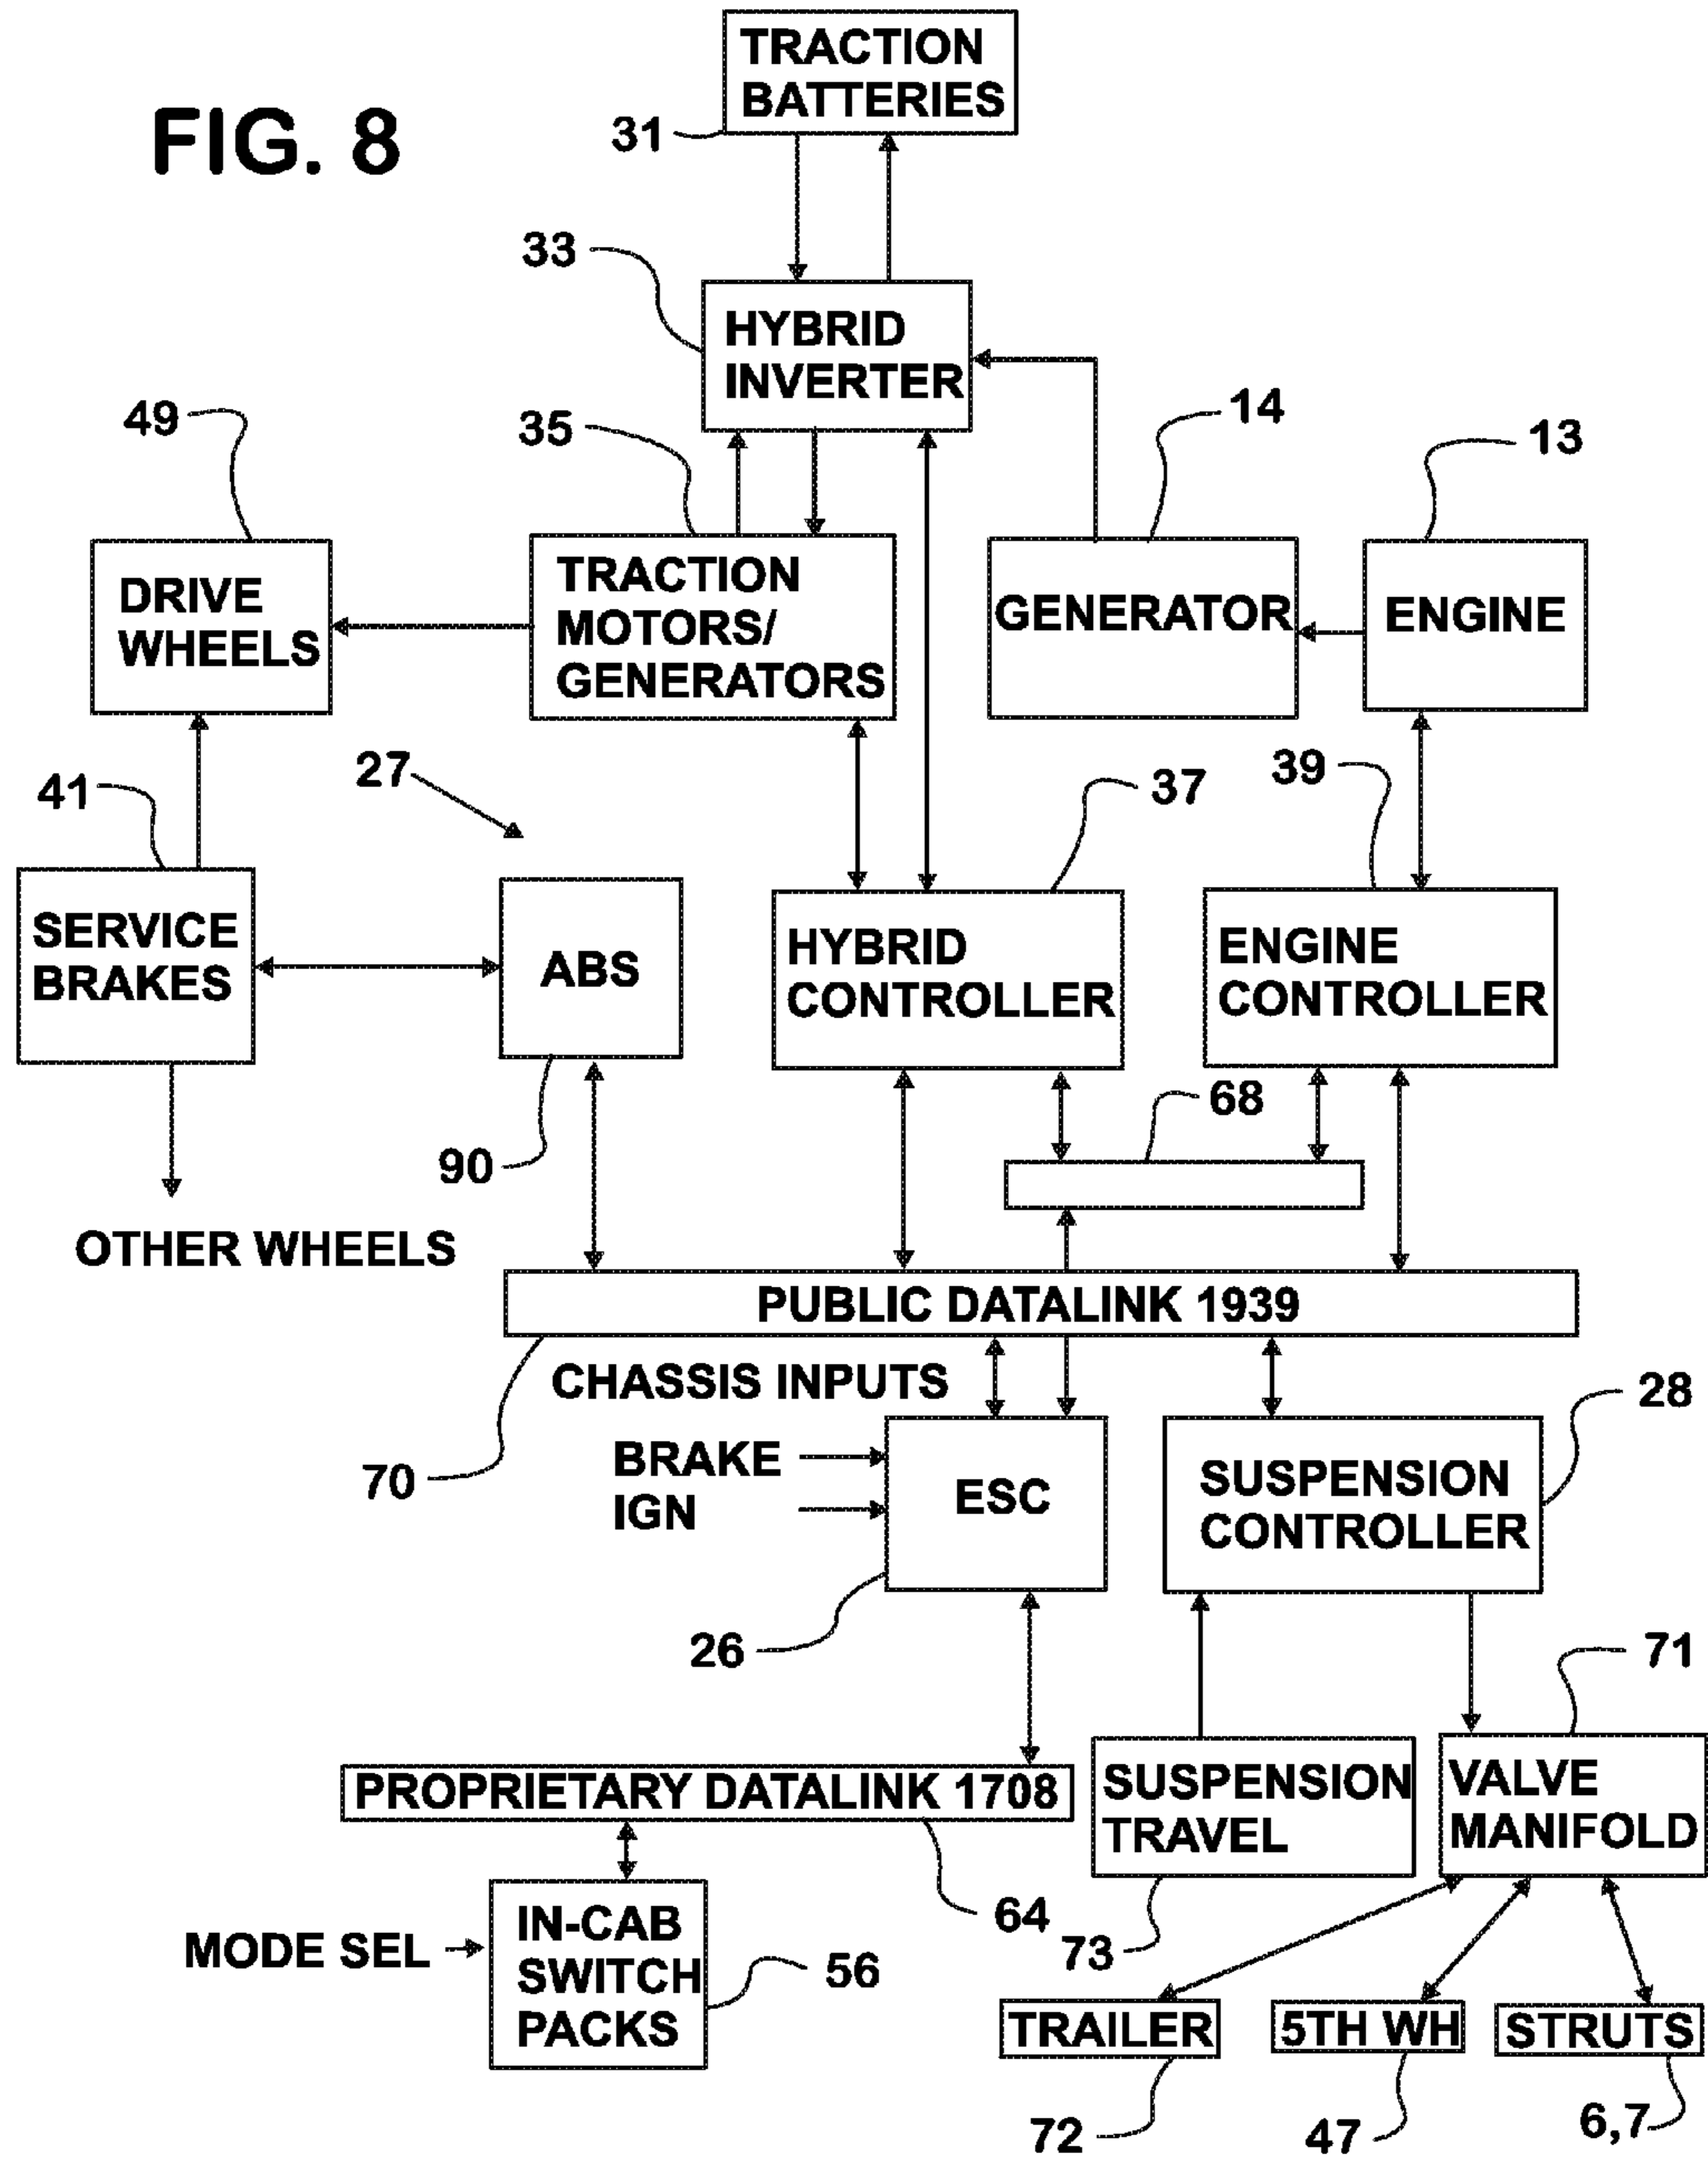 FIG. 8
TRACTION
BATTERIES
31
33
HYBRID
INVERTER
49
35
14
13
DRIVE
WHEELS
TRACTION
MOTORS/
GENERATORS
GENERATOR
ENGINE
41
27
37
39
SERVICE
BRAKES
ABS
HYBRID
CONTROLLER
ENGINE
CONTROLLER
90
68
OTHER WHEELS
PUBLIC DATALINK 1939
70
CHASSIS INPUTS
BRAKE
IGN
ESC
26
SUSPENSION
CONTROLLER
28
71
PROPRIETARY DATALINK 1708
64
SUSPENSION
TRAVEL
73
VALVE
MANIFOLD
MODE SEL
IN-CAB
SWITCH
PACKS
56
TRAILER
5TH WH
STRUTS
72
47
6,7